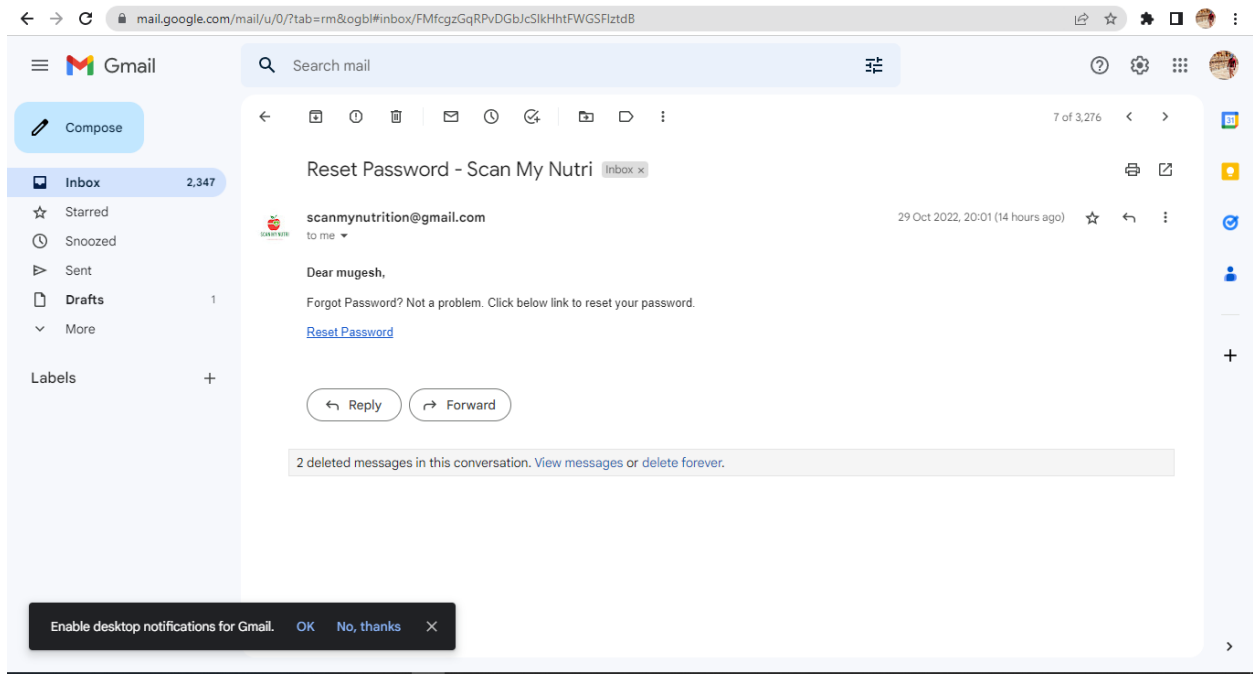 mail.google.com/mail/u/0/?tab=rm&ogbl#inbox/FMfcgzGqRPvDGbJcSlkHhtFWGSFlztdB
Gmail
Search mail
Compose
7 of 3,276
31
Reset Password - Scan My Nutri Inbox x
Inbox 2,347
Starred
Snoozed
Sent
Drafts 1
More
Labels
scanmynutrition@gmail.com 29 Oct 2022, 20:01 (14 hours ago)
SCAN MY NUTRI
to me
Dear mugesh,
Forgot Password? Not a problem. Click below link to reset your password.
Reset Password
Reply Forward
2 deleted messages in this conversation. View messages or delete forever.
Enable desktop notifications for Gmail. OK No, thanks